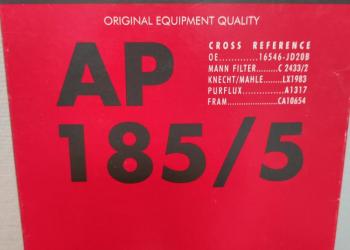 ORIGINAL EQUIPMENT QUALITY
AP
185/5
CROSS REFERENCE
OE.............16546-JD20B
MANN FILTER.........C 2433/2
KNECHT/MAHLE.......LX1983
PURFLUX..............A1317
FRAM......................CA10654